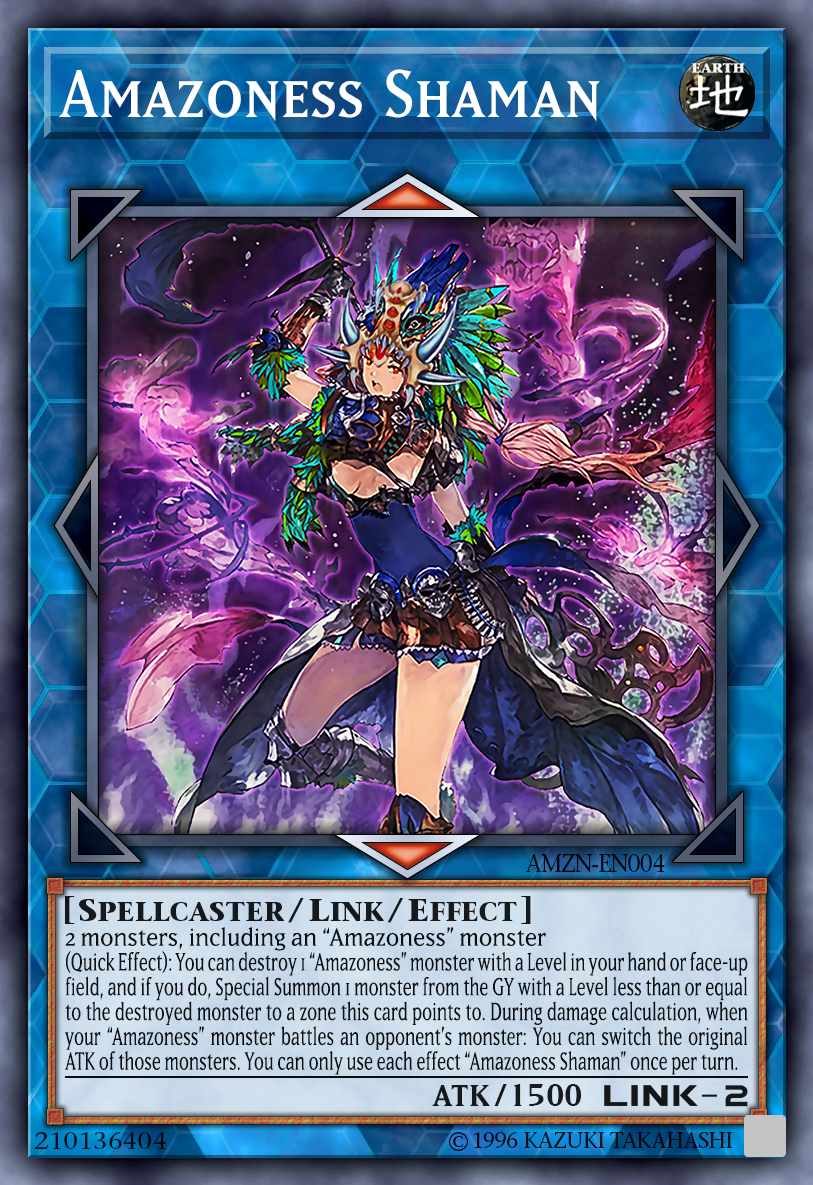 Amazoness Shaman
EARTH
地
AMZN-EN004
[Spellcaster/Link/Effect]
2 monsters, including an “Amazoness” monster
(Quick Effect): You can destroy 1 “Amazoness” monster with a Level in your hand or face-up
field, and if you do, Special Summon 1 monster from the GY with a Level less than or equal
to the destroyed monster to a zone this card points to. During damage calculation, when
your “Amazoness” monster battles an opponent's monster: You can switch the original
ATK of those monsters. You can only use each effect “Amazoness Shaman” once per turn.
ATK/1500 LINK-2
210136404
© 1996 KAZUKI TAKAHASHI